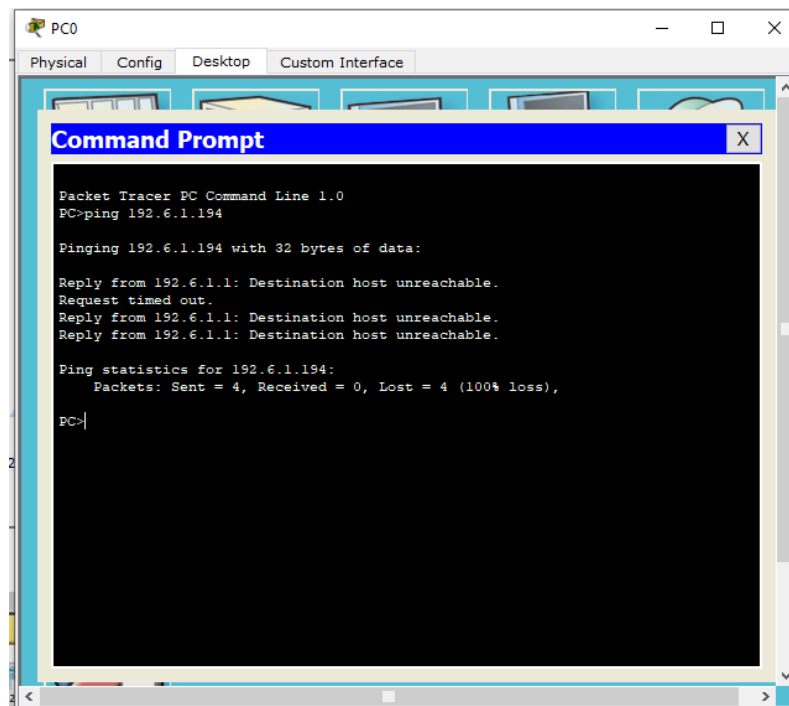 PC0
Physical Config Desktop Custom Interface
Command Prompt X
Packet Tracer PC Command Line 1.0
PC>ping 192.6.1.194
Pinging 192.6.1.194 with 32 bytes of data:
Reply from 192.6.1.1: Destination host unreachable.
Request timed out.
Reply from 192.6.1.1: Destination host unreachable.
Reply from 192.6.1.1: Destination host unreachable.
Ping statistics for 192.6.1.194:
Packets: Sent = 4, Received = 0, Lost = 4 (100% loss),
PC>
2
2